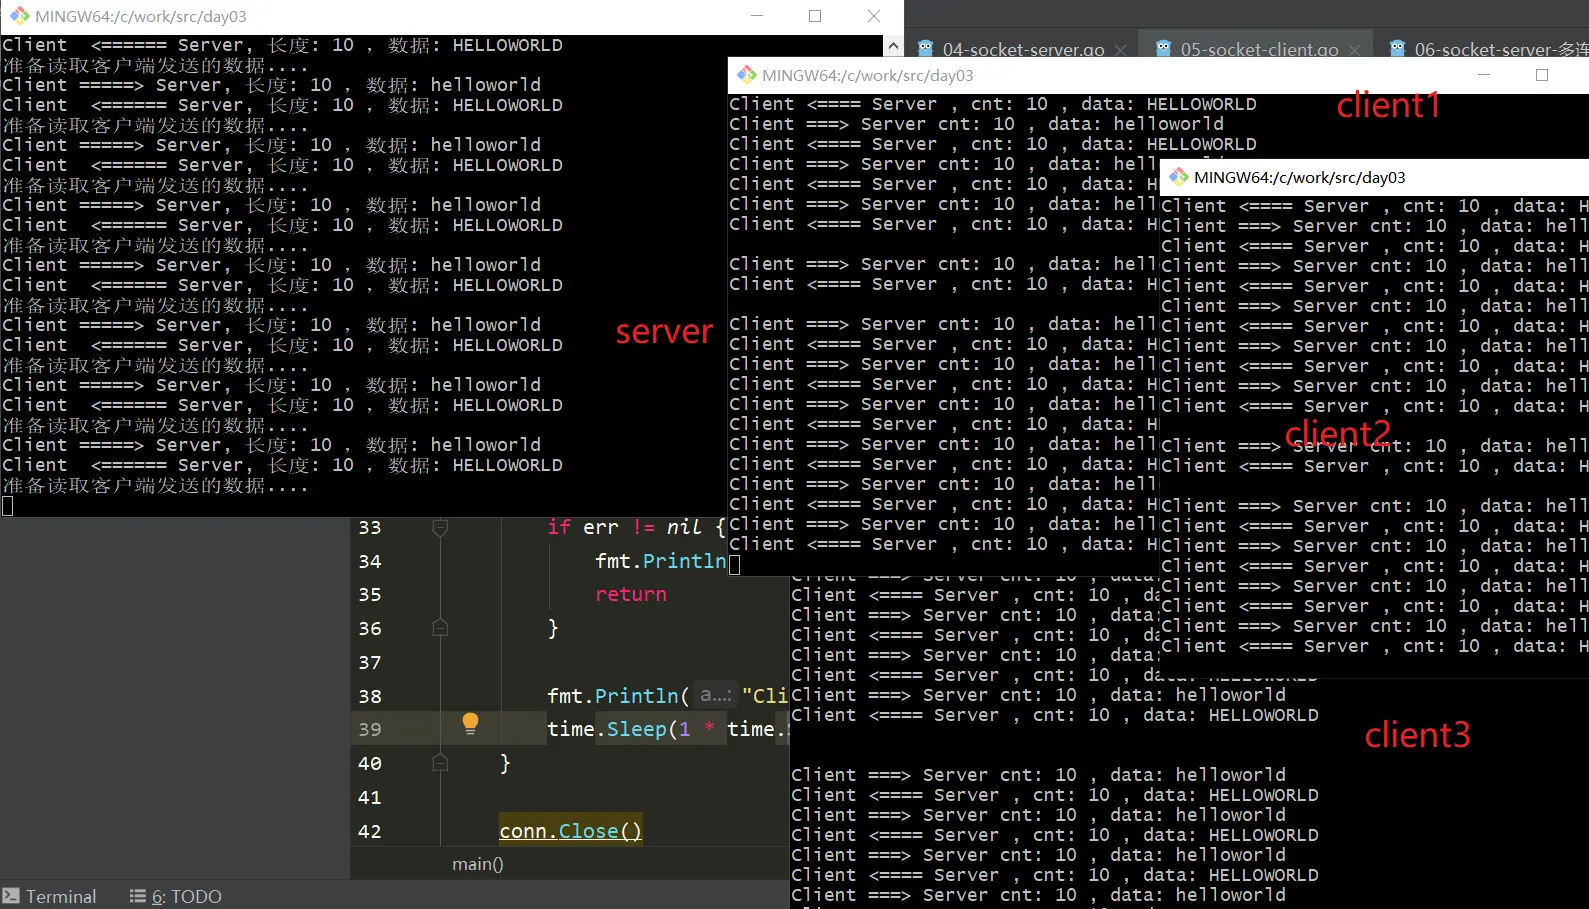 MINGW64:/c/work/src/day03
Client  <====== Server, 长度: 10 , 数据: HELLOWORLD
准备读取客户端发送的数据....
Client =====> Server, 长度: 10 , 数据: helloworld
Client  <====== Server, 长度: 10 , 数据: HELLOWORLD
准备读取客户端发送的数据....
Client =====> Server, 长度: 10 , 数据: helloworld
Client  <====== Server, 长度: 10 , 数据: HELLOWORLD
准备读取客户端发送的数据....
Client =====> Server, 长度: 10 , 数据: helloworld
Client  <====== Server, 长度: 10 , 数据: HELLOWORLD
准备读取客户端发送的数据....
Client =====> Server, 长度: 10 , 数据: helloworld
Client  <====== Server, 长度: 10 , 数据: HELLOWORLD
准备读取客户端发送的数据....
Client =====> Server, 长度: 10 , 数据: helloworld
Client  <====== Server, 长度: 10 , 数据: HELLOWORLD
准备读取客户端发送的数据....
Client =====> Server, 长度: 10 , 数据: helloworld
Client  <====== Server, 长度: 10 , 数据: HELLOWORLD
准备读取客户端发送的数据....
Client =====> Server, 长度: 10 , 数据: helloworld
Client  <====== Server, 长度: 10 , 数据: HELLOWORLD
准备读取客户端发送的数据....
server
04-socket-server.go
05-socket-client.go
06-socket-server-多连
MINGW64:/c/work/src/day03
Client <==== Server , cnt: 10 , data: HELLOWORLD
Client ===> Server cnt: 10 , data: helloworld
Client <==== Server , cnt: 10 , data: HELLOWORLD
Client ===> Server cnt: 10 , data: hell
Client <==== Server , cnt: 10 , data: H
Client ===> Server cnt: 10 , data: hell
Client <==== Server , cnt: 10 , data: H
Client ===> Server cnt: 10 , data: hell
Client <==== Server , cnt: 10 , data: H
Client ===> Server cnt: 10 , data: hell
Client <==== Server , cnt: 10 , data: H
Client ===> Server cnt: 10 , data: hell
Client <==== Server , cnt: 10 , data: H
Client ===> Server cnt: 10 , data: hell
Client <==== Server , cnt: 10 , data: H
Client ===> Server cnt: 10 , data: hell
Client <==== Server , cnt: 10 , data: H
Client ===> Server cnt: 10 , data: hell
Client <==== Server , cnt: 10 , data: H
Client ===> Server cnt: 10 , data: hell
Client <==== Server , cnt: 10 , data: H
client1
MINGW64:/c/work/src/day03
Client <==== Server , cnt: 10 , data: H
Client ===> Server cnt: 10 , data: hell
Client <==== Server , cnt: 10 , data: H
Client ===> Server cnt: 10 , data: hell
Client <==== Server , cnt: 10 , data: H
Client ===> Server cnt: 10 , data: hell
Client <==== Server , cnt: 10 , data: H
Client ===> Server cnt: 10 , data: hell
Client <==== Server , cnt: 10 , data: H
Client ===> Server cnt: 10 , data: hell
Client <==== Server , cnt: 10 , data: H
client2
Client ===> Server cnt: 10 , data: hell
Client <==== Server , cnt: 10 , data: H
Client ===> Server cnt: 10 , data: hell
Client <==== Server , cnt: 10 , data: H
Client ===> Server cnt: 10 , data: hell
Client <==== Server , cnt: 10 , data: H
Client ===> Server cnt: 10 , data: hell
Client <==== Server , cnt: 10 , data: H
Client ===> Server cnt: 10 , data: hell
Client <==== Server , cnt: 10 , data: H
33 if err != nil {
34 fmt.Println
35 return
36 }
37
38 fmt.Println( a...: "Cli
39 time.Sleep(1 * time.
40 }
41
42 conn.Close()
main()
Client ===> Server cnt: 10 , data:
Client <==== Server , cnt: 10 , da
Client ===> Server cnt: 10 , data:
Client <==== Server , cnt: 10 , da
Client ===> Server cnt: 10 , data:
Client <==== Server , cnt: 10 , data: HELLOWORLD
Client ===> Server cnt: 10 , data: helloworld
Client <==== Server , cnt: 10 , data: HELLOWORLD
client3
Client ===> Server cnt: 10 , data: helloworld
Client <==== Server , cnt: 10 , data: HELLOWORLD
Client ===> Server cnt: 10 , data: helloworld
Client <==== Server , cnt: 10 , data: HELLOWORLD
Client ===> Server cnt: 10 , data: helloworld
Client <==== Server , cnt: 10 , data: HELLOWORLD
Client ===> Server cnt: 10 , data: helloworld
Terminal
6: TODO